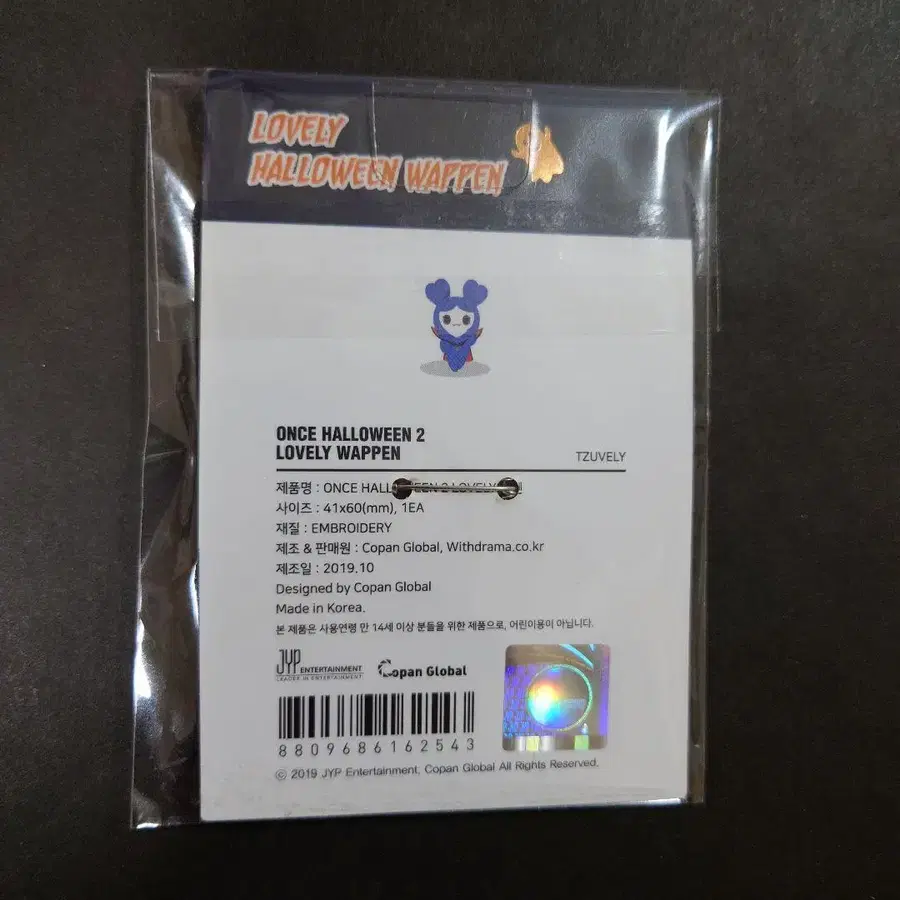 LOVELY
HALLOWEEN WAPPEN
ONCE HALLOWEEN 2
LOVELY WAPPEN
TZUVELY
제품명 : ONCE HALLOWEEN 2 LOVELY
사이즈 : 41x60(mm), 1EA
재질 : EMBROIDERY
제조 & 판매원 : Copan Global, Withdrama.co.kr
제조일 : 2019.10
Designed by Copan Global
Made in Korea.
본 제품은 사용연령 만 14세 이상 분들을 위한 제품으로, 어린이용이 아닙니다.
JYP ENTERTAINMENT
LEADER IN ENTERTAINMENT
Copan Global
8809686162543
© 2019 JYP Entertainment, Copan Global All Rights Reserved.